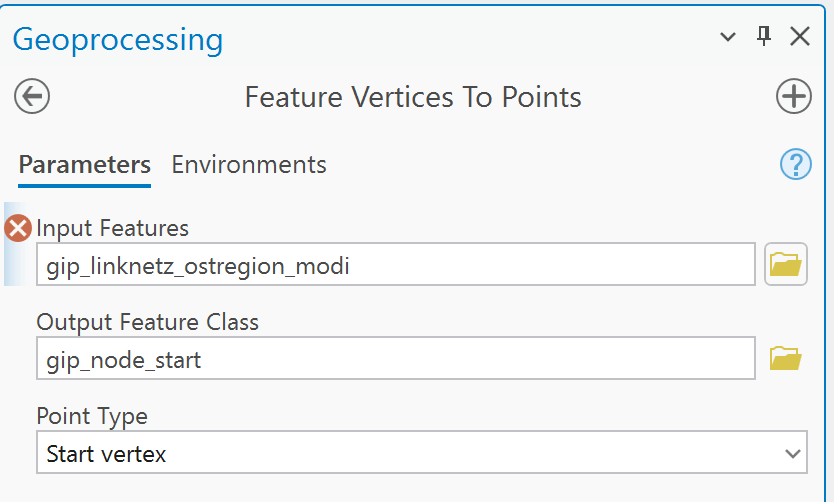 Geoprocessing
Feature Vertices To Points
Parameters Environments
?
Input Features
gip_linknetz_ostregion_modi
Output Feature Class
gip_node_start
Point Type
Start vertex